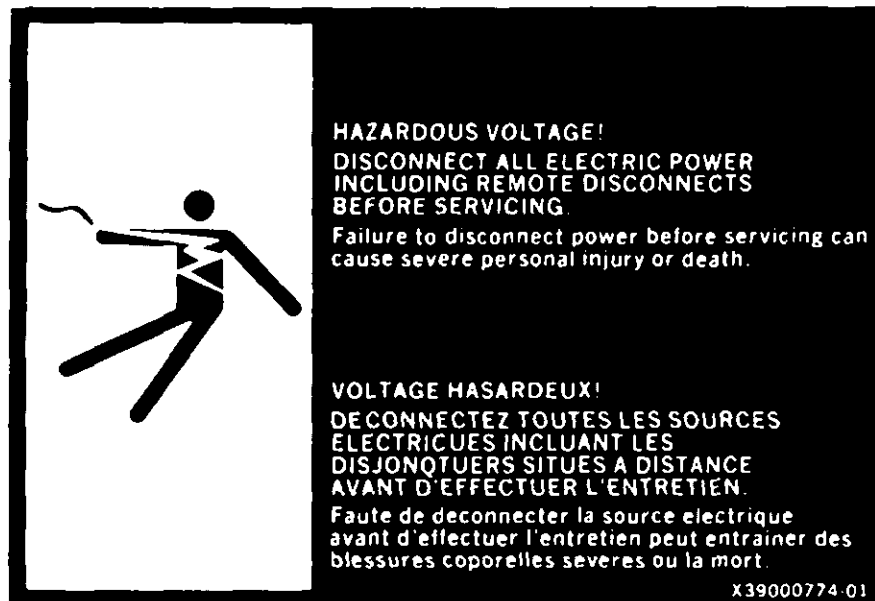 HAZARDOUS VOLTAGE!
DISCONNECT ALL ELECTRIC POWER
INCLUDING REMOTE DISCONNECTS
BEFORE SERVICING.
Failure to disconnect power before servicing can
cause severe personal injury or death.
VOLTAGE HASARDEUX!
DECONNECTEZ TOUTES LES SOURCES
ELECTRICUES INCLUANT LES
DISJONQTUERS SITUES A DISTANCE
AVANT D'EFFECTUER L'ENTRETIEN.
Faute de deconnecter la source electrique
avant d'effectuer l'entretien peut entrainer des
blessures coporelles severes ou la mort.
X39000774-01